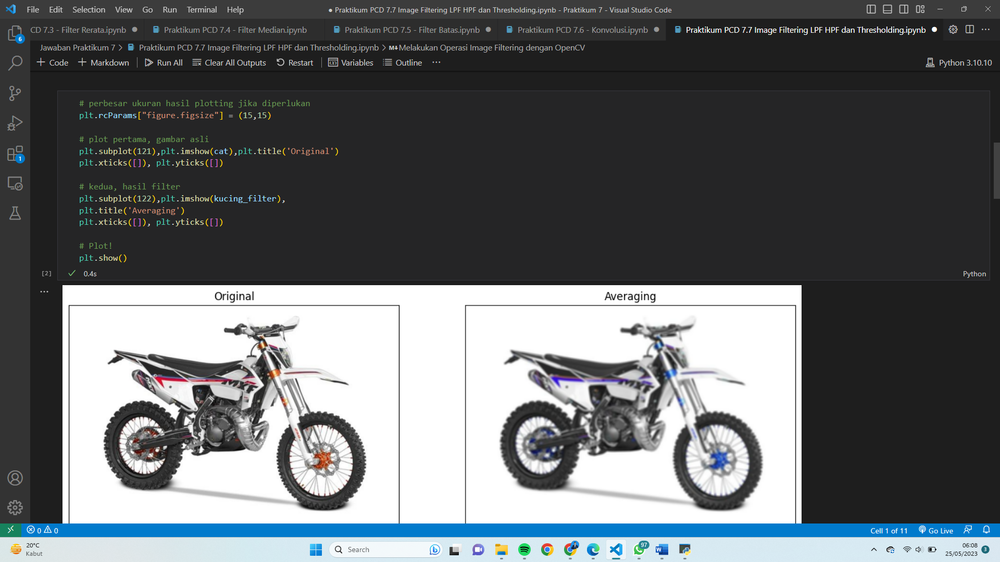 File Edit Selection View Go Run Terminal Help
● Praktikum PCD 7.7 Image Filtering LPF HPF dan Thresholding.ipynb - Praktikum 7 - Visual Studio Code
CD 7.3 - Filter Rerata.ipynb
Praktikum PCD 7.4 - Filter Median.ipynb
Praktikum PCD 7.5 - Filter Batas.ipynb
Praktikum PCD 7.6 - Konvolusi.ipynb
Praktikum PCD 7.7 Image Filtering LPF HPF dan Thresholding.ipynb
6
Jawaban Praktikum 7 > Praktikum PCD 7.7 Image Filtering LPF HPF dan Thresholding.ipynb > M↓Melakukan Operasi Image Filtering dengan OpenCV
+ Code + Markdown Run All Clear All Outputs Restart Variables Outline ...
Python 3.10.10
# perbesar ukuran hasil plotting jika diperlukan
plt.rcParams["figure.figsize"] = (15,15)
# plot pertama, gambar asli
plt.subplot(121),plt.imshow(cat),plt.title('Original')
plt.xticks([]), plt.yticks([])
1
# kedua, hasil filter
plt.subplot(122),plt.imshow(kucing_filter),
plt.title('Averaging')
plt.xticks([]), plt.yticks([])
# Plot!
plt.show()
[2] ✓ 0.4s
Python
...
Original
Averaging
MXF
MXF
0 0
Cell 1 of 11 Go Live
20°C
Kabut
Search
97
06:08
25/05/2023
3